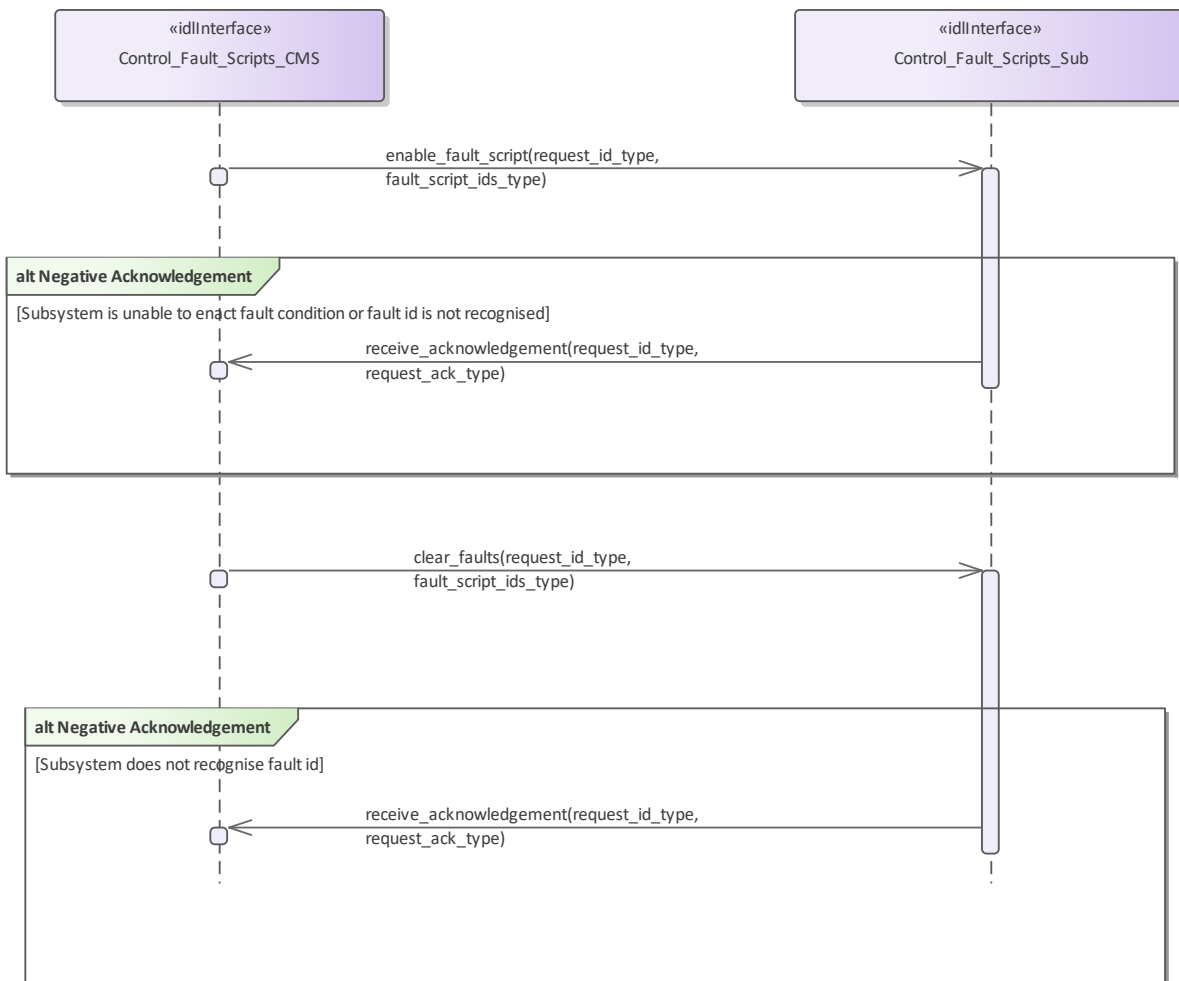 «idlInterface»
Control_Fault_Scripts_CMS
«idlInterface»
Control_Fault_Scripts_Sub
enable_fault_script(request_id_type,
fault_script_ids_type)
alt Negative Acknowledgement
[Subsystem is unable to enact fault condition or fault id is not recognised]
receive_acknowledgement(request_id_type,
request_ack_type)
clear_faults(request_id_type,
fault_script_ids_type)
alt Negative Acknowledgement
[Subsystem does not recognise fault id]
receive_acknowledgement(request_id_type,
request_ack_type)